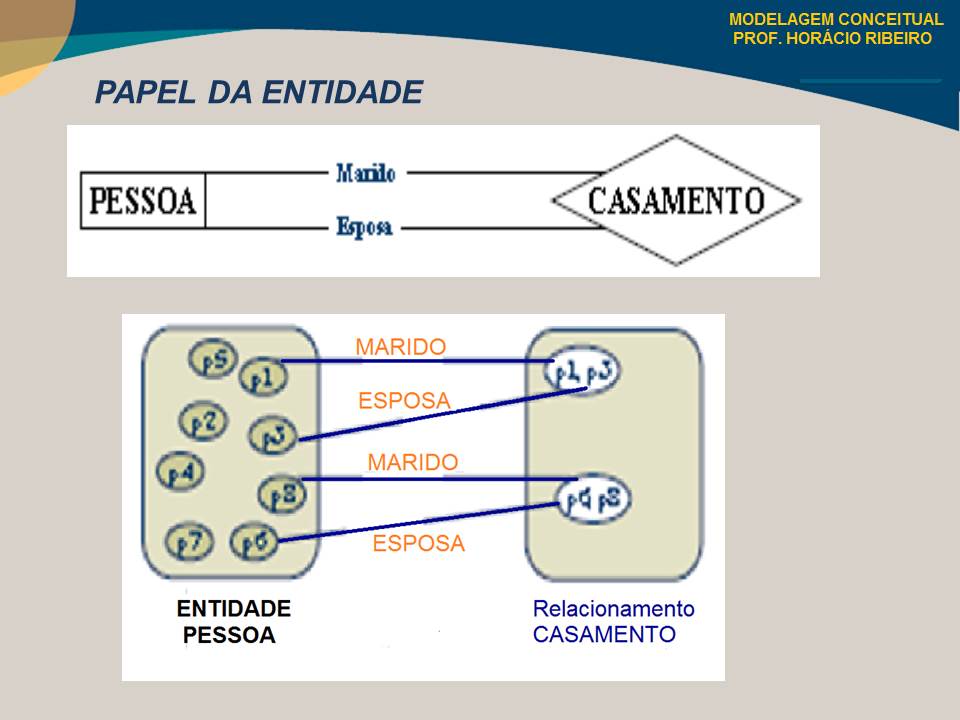 MODELAGEM CONCEITUAL
PROF. HORÁCIO RIBEIRO
PAPEL DA ENTIDADE
Marido
PESSOA
CASAMENTO
Esposa
MARIDO
p5
p1
p1, p3
ESPOSA
p2
p3
MARIDO
p4
p8
p6, p8
p7
p6
ESPOSA
ENTIDADE
PESSOA
Relacionamento
CASAMENTO